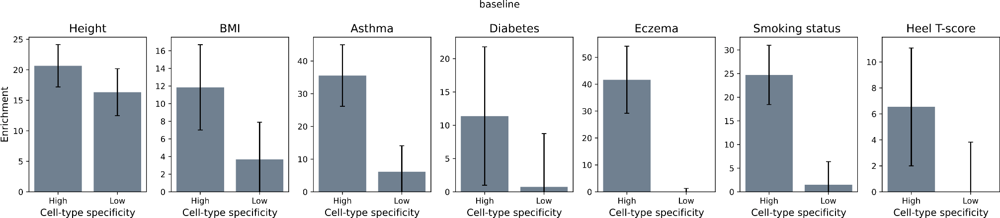 baseline
Height
BMI
Asthma
Diabetes
Eczema
Smoking status
Heel T-score
Enrichment
25
20
15
10
5
0
High
Low
Cell-type specificity
16
14
12
10
8
6
4
2
0
High
Low
Cell-type specificity
40
30
20
10
0
High
Low
Cell-type specificity
20
15
10
5
0
High
Low
Cell-type specificity
50
40
30
20
10
0
High
Low
Cell-type specificity
30
25
20
15
10
5
0
High
Low
Cell-type specificity
10
8
6
4
2
0
High
Low
Cell-type specificity